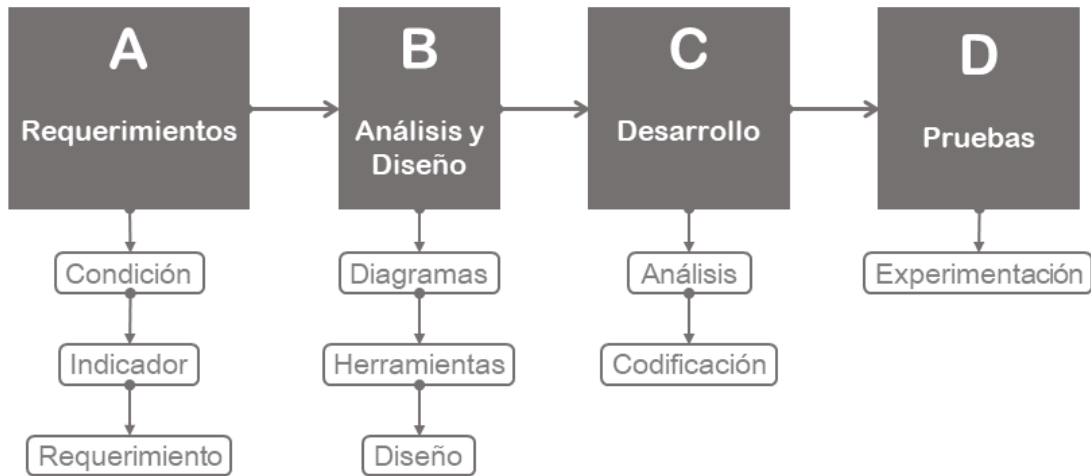 A
Requerimientos
Condición
Indicador
Requerimiento
B
Análisis y
Diseño
Diagramas
Herramientas
Diseño
C
Desarrollo
Análisis
Codificación
D
Pruebas
Experimentación